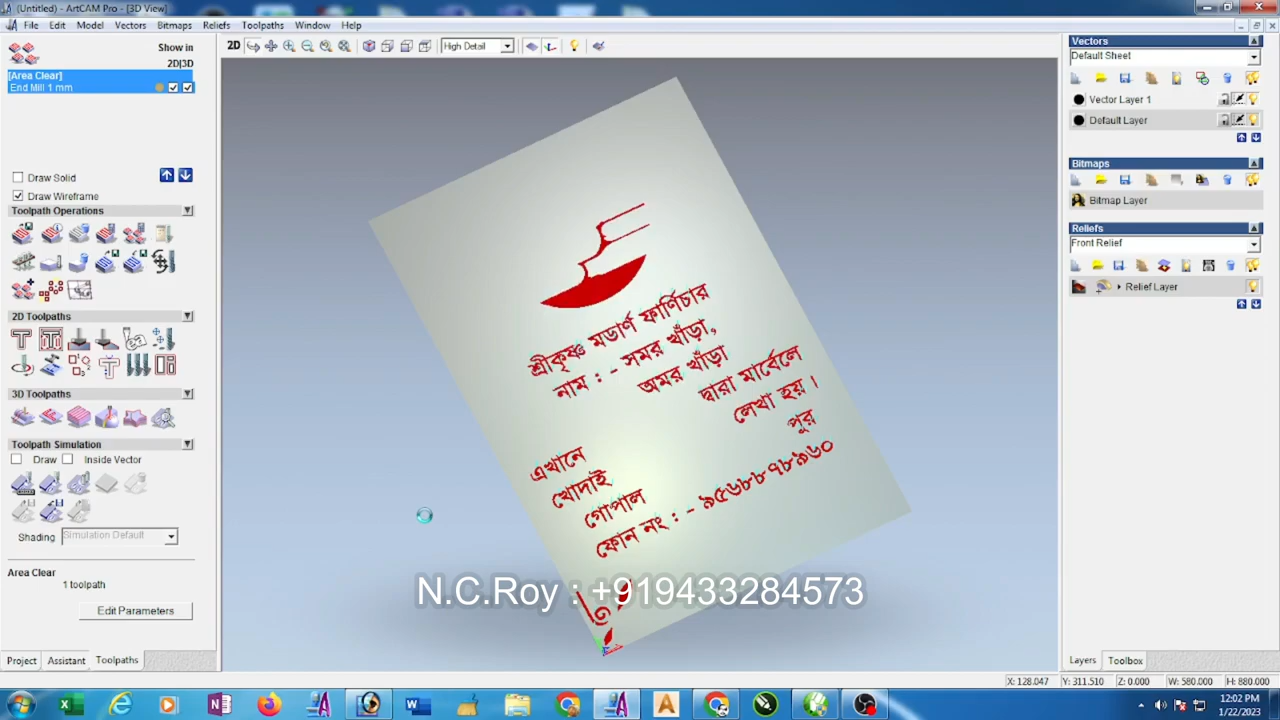 (Untitled) - ArtCAM Pro - [3D View]
File Edit Model Vectors Bitmaps Reliefs Toolpaths Window Help
Show in
2D|3D
[Area Clear]
End Mill 1 mm
Draw Solid
Draw Wireframe
Toolpath Operations
2D Toolpaths
3D Toolpaths
Toolpath Simulation
Draw Inside Vector
Shading Simulation Default
Area Clear
1 toolpath
Edit Parameters
Project Assistant Toolpaths
2D High Detail
শ্রীকৃষ্ণ মডার্ণ ফার্ণিচার
নাম : - সমর খাঁড়া,
অমর খাঁড়া
দ্বারা মার্বেলে
লেখা হয় ।
পুর
এখানে
খোদাই
গোপাল
ফোন নং : - ৯৫৬৮৮৭৮৯৬০
N.C.Roy : +919433284573
Vectors
Default Sheet
Vector Layer 1
Default Layer
Bitmaps
Bitmap Layer
Reliefs
Front Relief
Relief Layer
Layers Toolbox
X: 128.047 Y: 311.510 Z: 0.000 W: 580.000 H: 880.000
12:02 PM
1/22/2023